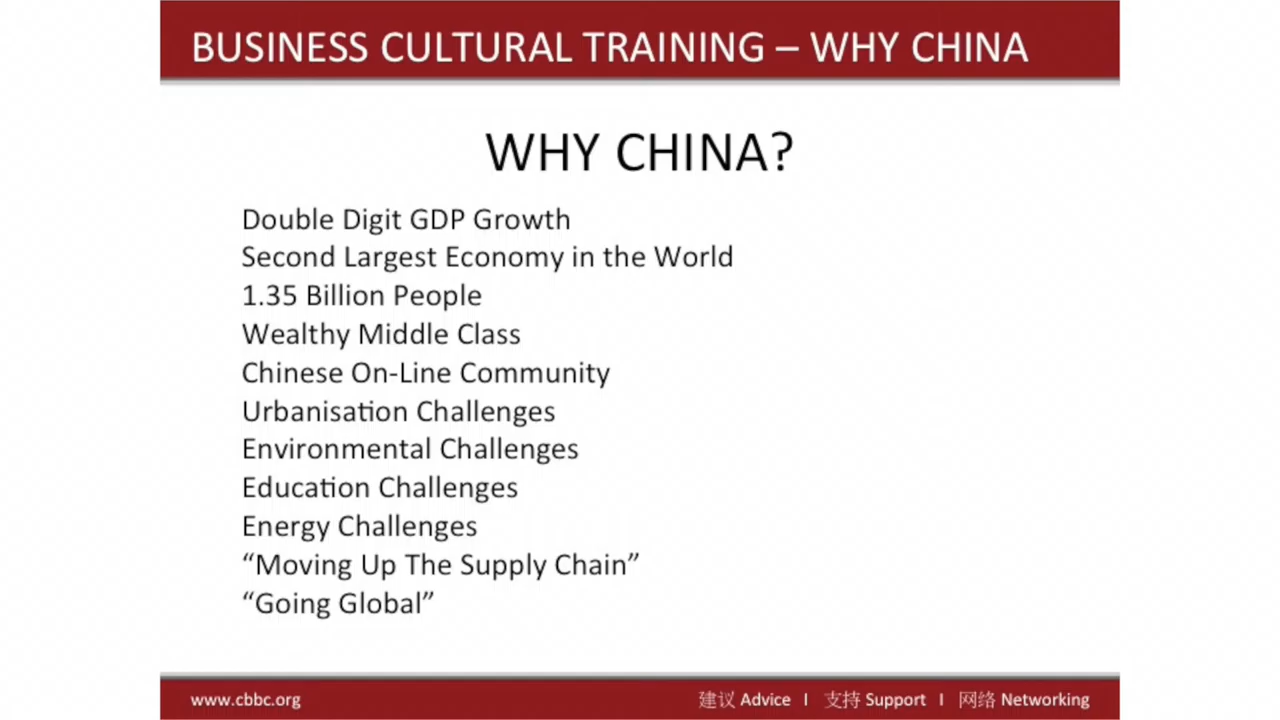 BUSINESS CULTURAL TRAINING – WHY CHINA
WHY CHINA?
Double Digit GDP Growth
Second Largest Economy in the World
1.35 Billion People
Wealthy Middle Class
Chinese On-Line Community
Urbanisation Challenges
Environmental Challenges
Education Challenges
Energy Challenges
“Moving Up The Supply Chain”
“Going Global”
www.cbbc.org 建议 Advice I 支持 Support I 网络 Networking